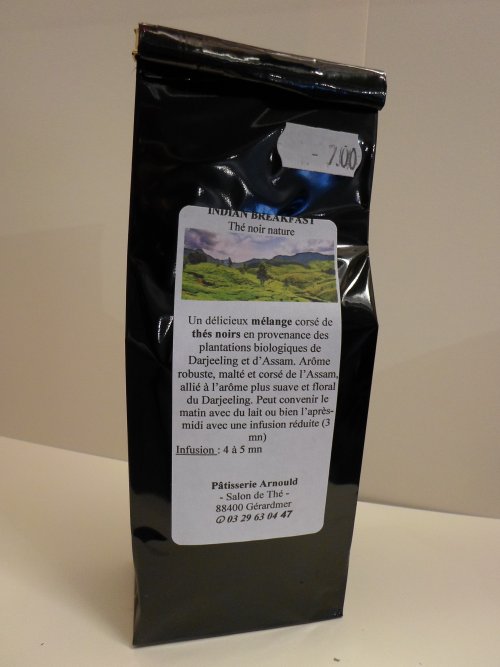 - 7.00
INDIAN BREAKFAST
Thé noir nature
Un délicieux mélange corsé de
thés noirs en provenance des
plantations biologiques de
Darjeeling et d’Assam. Arôme
robuste, malté et corsé de l’Assam,
allié à l’arôme plus suave et floral
du Darjeeling. Peut convenir le
matin avec du lait ou bien l’après-
midi avec une infusion réduite (3
mn)
Infusion : 4 à 5 mn
Pâtisserie Arnould
- Salon de Thé -
88400 Gérardmer
✆ 03 29 63 04 47